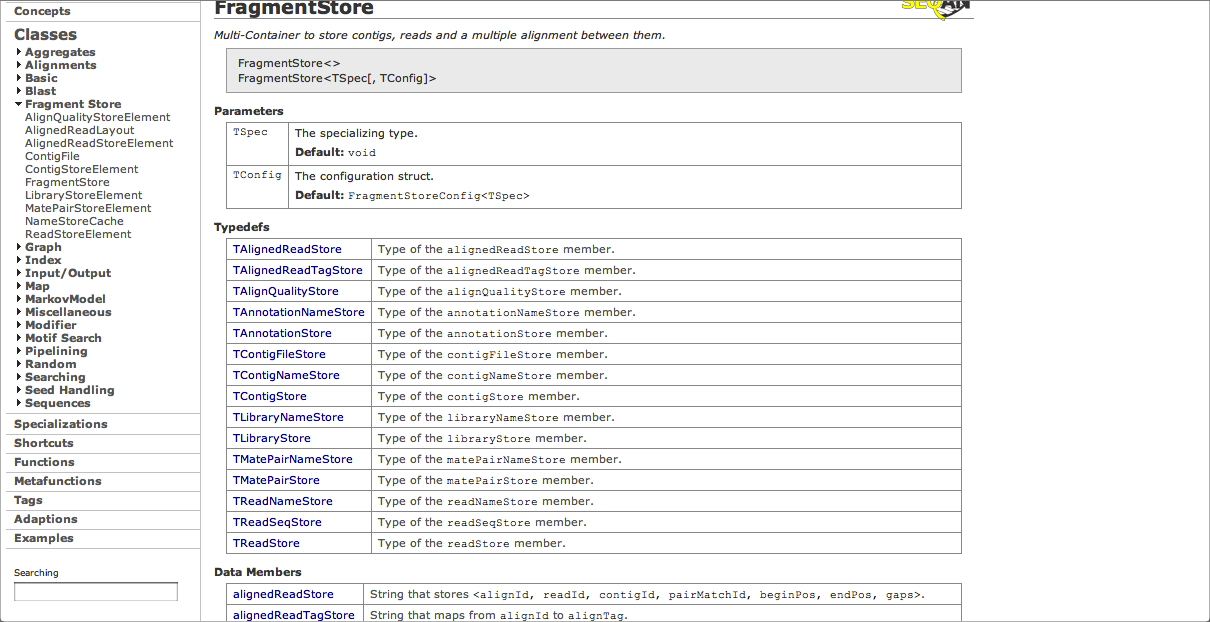 Concepts
Classes
Aggregates
Alignments
Basic
Blast
Fragment Store
AlignQualityStoreElement
AlignedReadLayout
AlignedReadStoreElement
ContigFile
ContigStoreElement
FragmentStore
LibraryStoreElement
MatePairStoreElement
NameStoreCache
ReadStoreElement
Graph
Index
Input/Output
Map
MarkovModel
Miscellaneous
Modifier
Motif Search
Pipelining
Random
Searching
Seed Handling
Sequences
Specializations
Shortcuts
Functions
Metafunctions
Tags
Adaptions
Examples
Searching
FragmentStore
SEQAN
Multi-Container to store contigs, reads and a multiple alignment between them.
FragmentStore<>
FragmentStore<TSpec[, TConfig]>
Parameters
TSpec The specializing type.
Default: void
TConfig The configuration struct.
Default: FragmentStoreConfig<TSpec>
Typedefs
TAlignedReadStore Type of the alignedReadStore member.
TAlignedReadTagStore Type of the alignedReadTagStore member.
TAlignQualityStore Type of the alignQualityStore member.
TAnnotationNameStore Type of the annotationNameStore member.
TAnnotationStore Type of the annotationStore member.
TContigFileStore Type of the contigFileStore member.
TContigNameStore Type of the contigNameStore member.
TContigStore Type of the contigStore member.
TLibraryNameStore Type of the libraryNameStore member.
TLibraryStore Type of the libraryStore member.
TMatePairNameStore Type of the matePairNameStore member.
TMatePairStore Type of the matePairStore member.
TReadNameStore Type of the readNameStore member.
TReadSeqStore Type of the readSeqStore member.
TReadStore Type of the readStore member.
Data Members
alignedReadStore String that stores <alignId, readId, contigId, pairMatchId, beginPos, endPos, gaps>.
alignedReadTagStore String that maps from alignId to alignTag.